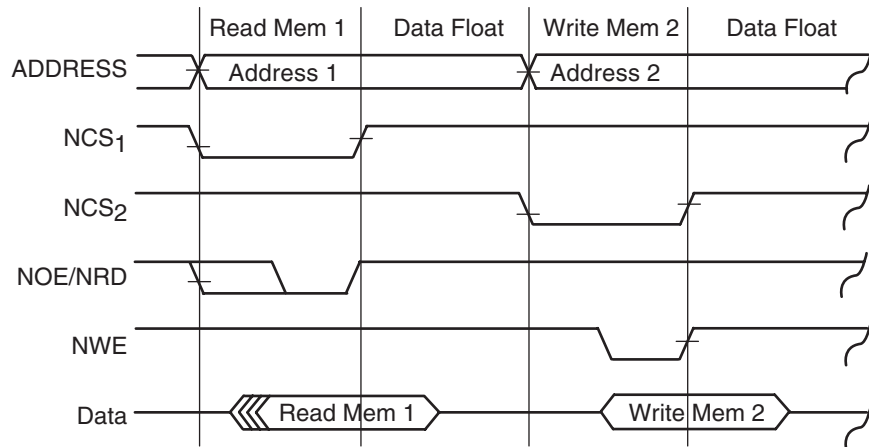 Read Mem 1 Data Float Write Mem 2 Data Float
ADDRESS Address 1 Address 2
NCS1
NCS2
NOE/NRD
NWE
Data Read Mem 1 Write Mem 2